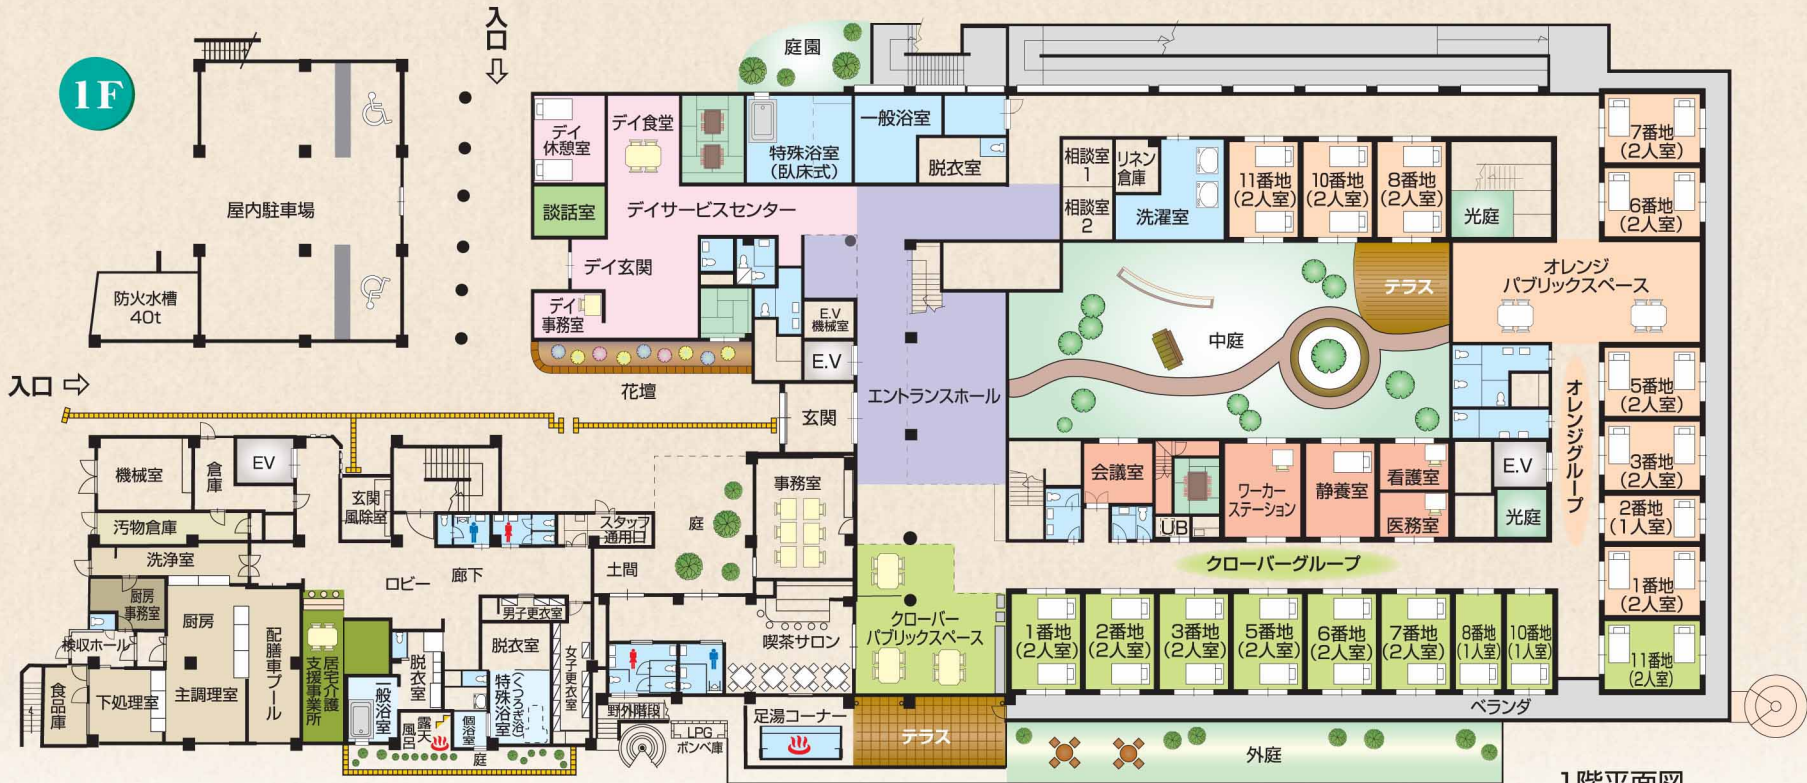 1F
入口
庭園
屋内駐車場
防火水槽
40t
入口
デイ
休憩室
デイ食堂
特殊浴室
(臥床式)
一般浴室
脱衣室
談話室
デイサービスセンター
デイ玄関
デイ
事務室
E.V
機械室
E.V
花壇
玄関
エントランスホール
相談室
1
相談室
2
リネン
倉庫
洗濯室
11番地
(2人室)
10番地
(2人室)
8番地
(2人室)
光庭
7番地
(2人室)
6番地
(2人室)
オレンジ
パブリックスペース
テラス
中庭
オレンジグループ
5番地
(2人室)
3番地
(2人室)
2番地
(1人室)
1番地
(2人室)
11番地
(2人室)
会議室
UB
ワーカー
ステーション
静養室
看護室
医務室
E.V
光庭
クローバーグループ
1番地
(2人室)
2番地
(2人室)
3番地
(2人室)
5番地
(2人室)
6番地
(2人室)
7番地
(2人室)
8番地
(1人室)
10番地
(1人室)
ベランダ
外庭
クローバー
パブリックスペース
テラス
足湯コーナー
喫茶サロン
事務室
庭
スタッフ
通用口
土間
機械室
倉庫
EV
玄関
風除室
汚物倉庫
洗浄室
厨房
事務室
検収ホール
厨房
主調理室
下処理室
食品庫
配膳車プール
居宅介護
支援事業所
ロビー
廊下
男子更衣室
脱衣室
女子更衣室
特殊浴室
(くつろぎ浴)
脱衣室
一般浴室
露天
風呂
個浴室
庭
野外階段
LPG
ボンベ庫
1階平面図